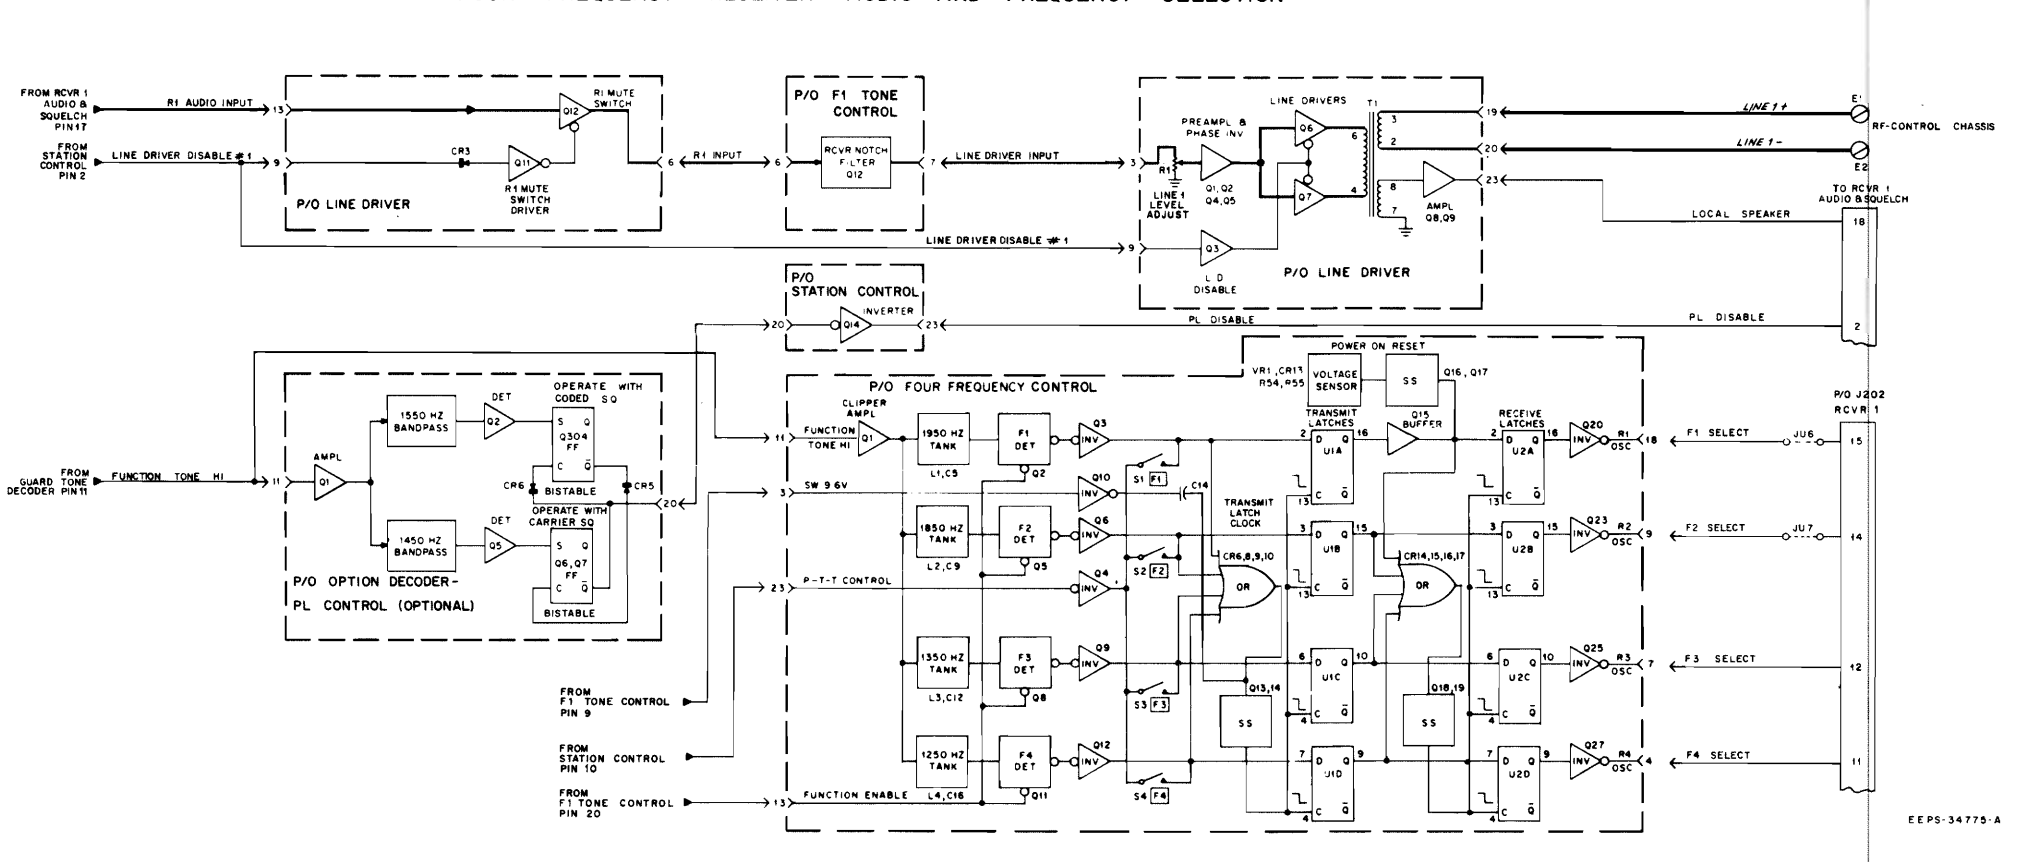 AUDIO AND FREQUENCY SELECTION
FROM RCVR 1
AUDIO &
SQUELCH
PIN 17
R1 AUDIO INPUT
13
FROM
STATION
CONTROL
PIN 2
LINE DRIVER DISABLE #1
9
CR3
Q11
R1 MUTE
SWITCH
DRIVER
Q12
R1 MUTE
SWITCH
P/O LINE DRIVER
6
R1 INPUT
6
P/O F1 TONE
CONTROL
RCVR NOTCH
FILTER
Q12
7
LINE DRIVER INPUT
3
R1
LINE 1
LEVEL
ADJUST
PREAMPL &
PHASE INV
Q1, Q2
Q4, Q5
LINE DRIVERS
Q6
Q7
T1
6
4
3
2
8
7
AMPL
Q8, Q9
19
20
23
LINE 1 +
LINE 1 -
E1
RF-CONTROL CHASSIS
E2
TO RCVR 1
AUDIO & SQUELCH
LOCAL SPEAKER
18
LINE DRIVER DISABLE #1
9
Q3
L D
DISABLE
P/O LINE DRIVER
P/O
STATION CONTROL
20
Q14
INVERTER
23
PL DISABLE
PL DISABLE
2
FROM
GUARD TONE
DECODER PIN 11
FUNCTION TONE HI
11
AMPL
Q1
1550 HZ
BANDPASS
DET
Q2
OPERATE WITH
CODED SQ
S Q
Q304
FF
C Q̅
BISTABLE
CR6
CR5
20
OPERATE WITH
CARRIER SQ
1450 HZ
BANDPASS
DET
Q5
S Q
Q6, Q7
FF
C Q̅
BISTABLE
P/O OPTION DECODER-
PL CONTROL (OPTIONAL)
P/O FOUR FREQUENCY CONTROL
POWER ON RESET
VR1, CR13
R54, R55
VOLTAGE
SENSOR
SS
Q16, Q17
CLIPPER
AMPL
11
FUNCTION
TONE HI
Q1
1950 HZ
TANK
L1, C5
F1
DET
Q2
Q3
INV
3
SW 9.6V
Q10
INV
C14
S1 F1
1850 HZ
TANK
L2, C9
F2
DET
Q5
Q6
INV
S2 F2
23
P-T-T CONTROL
Q4
INV
1350 HZ
TANK
L3, C12
F3
DET
Q8
Q9
INV
S3 F3
1250 HZ
TANK
L4, C16
F4
DET
Q11
Q12
INV
S4 F4
13
FUNCTION ENABLE
TRANSMIT
LATCH
CLOCK
CR6,8,9,10
OR
Q13,14
SS
TRANSMIT
LATCHES
2 D Q 16
U1A
13 C Q̅
3 D Q 15
U1B
13 C Q̅
6 D Q 10
U1C
4 C Q̅
7 D Q 9
U1D
4 C Q̅
Q15
BUFFER
CR14,15,16,17
OR
Q18,19
SS
RECEIVE
LATCHES
2 D Q 16
U2A
13 C Q̅
3 D Q 15
U2B
13 C Q̅
6 D Q 10
U2C
4 C Q̅
7 D Q 9
U2D
4 C Q̅
Q20
INV
R1
OSC
18
F1 SELECT
JU6
15
Q23
INV
R2
OSC
9
F2 SELECT
JU7
14
Q25
INV
R3
OSC
7
F3 SELECT
12
Q27
INV
R4
OSC
4
F4 SELECT
11
P/O J202
RCVR 1
FROM
F1 TONE CONTROL
PIN 9
FROM
STATION CONTROL
PIN 10
FROM
F1 TONE CONTROL
PIN 20
EEPS-34775-A